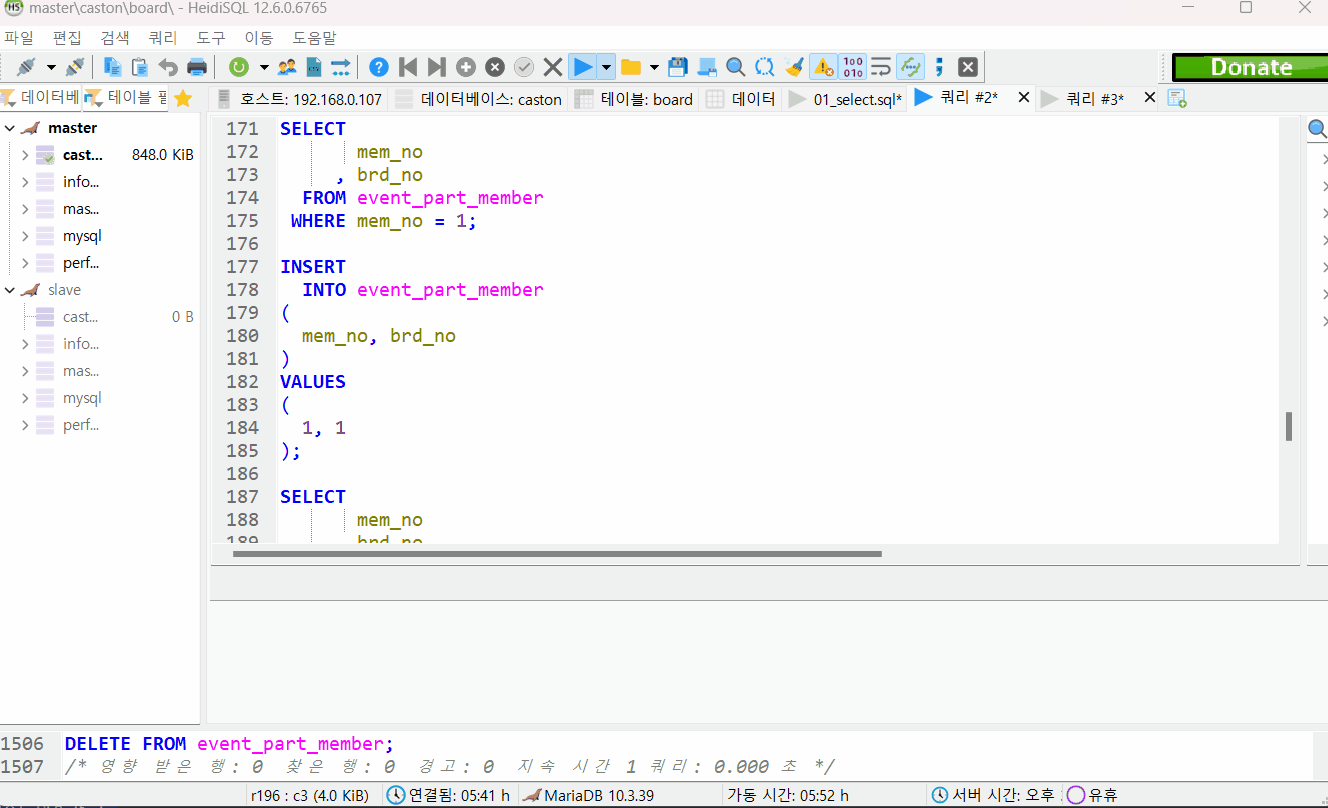 master\caston\board\ - HeidiSQL 12.6.0.6765
파일 편집 검색 쿼리 도구 이동 도움말
Donate
데이터베 테이블 필 호스트: 192.168.0.107 데이터베이스: caston 테이블: board 데이터 01_select.sql* 쿼리 #2* 쿼리 #3*
master
cast... 848.0 KiB
info...
mas...
mysql
perf...
slave
cast... 0 B
info...
mas...
mysql
perf...
171 SELECT
172 mem_no
173 , brd_no
174 FROM event_part_member
175 WHERE mem_no = 1;
176
177 INSERT
178 INTO event_part_member
179 (
180 mem_no, brd_no
181 )
182 VALUES
183 (
184 1, 1
185 );
186
187 SELECT
188 mem_no
189 brd_no
1506 DELETE FROM event_part_member;
1507 /* 영향 받은 행: 0 찾은 행: 0 경고: 0 지속 시간 1 쿼리: 0.000 초 */
r196 : c3 (4.0 KiB) 연결됨: 05:41 h MariaDB 10.3.39 가동 시간: 05:52 h 서버 시간: 오후 유휴